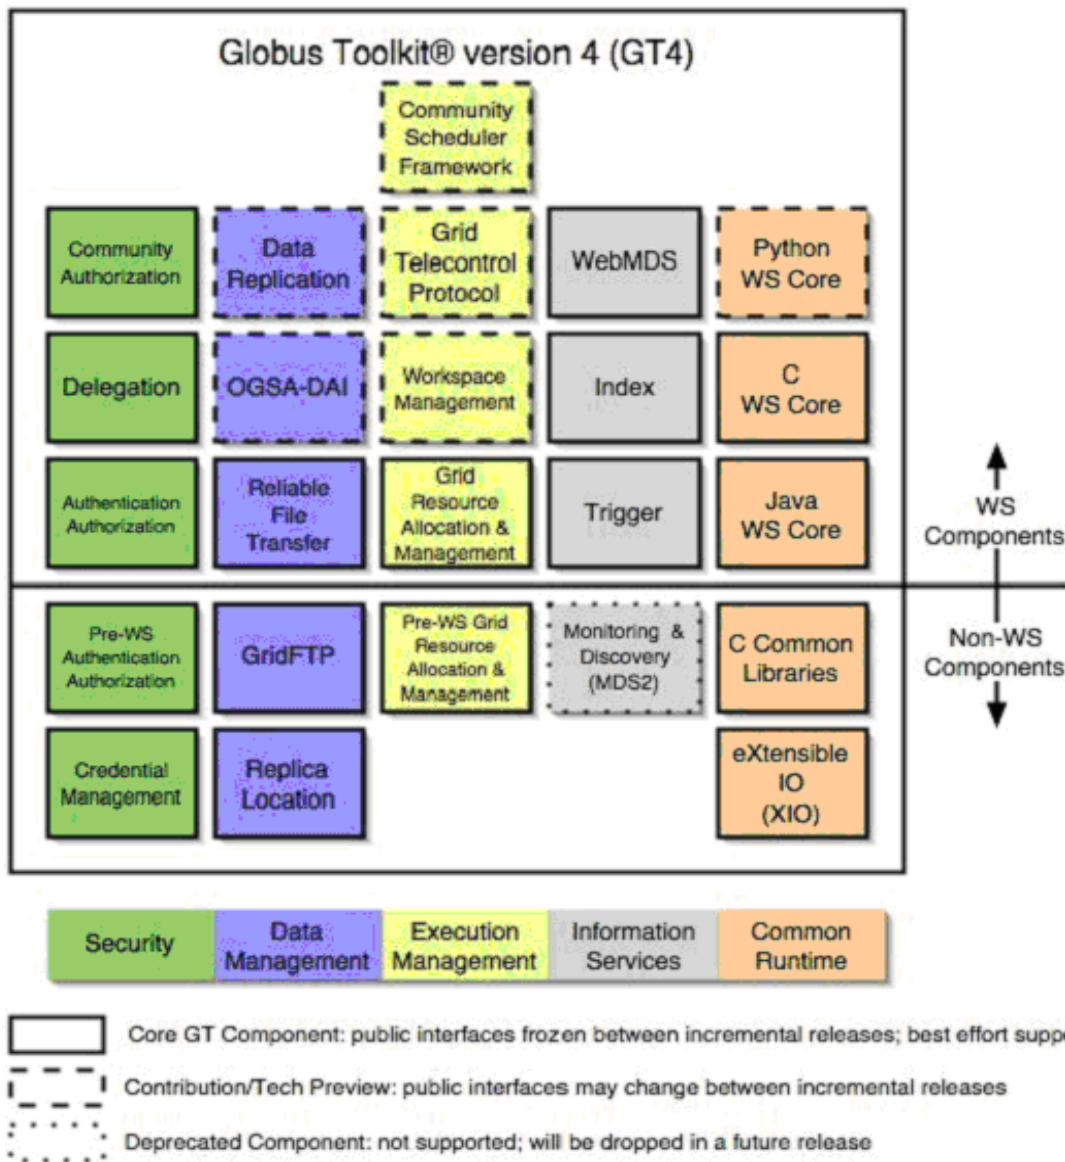 Globus Toolkit® version 4 (GT4)
Community
Scheduler
Framework
Community
Authorization
Data
Replication
Grid
Telecontrol
Protocol
WebMDS
Python
WS Core
Delegation
OGSA-DAI
Workspace
Management
Index
C
WS Core
Authentication
Authorization
Reliable
File
Transfer
Grid
Resource
Allocation &
Management
Trigger
Java
WS Core
WS
Components
Non-WS
Components
Pre-WS
Authentication
Authorization
GridFTP
Pre-WS Grid
Resource
Allocation &
Management
Monitoring &
Discovery
(MDS2)
C Common
Libraries
Credential
Management
Replica
Location
eXtensible
IO
(XIO)
Security
Data
Management
Execution
Management
Information
Services
Common
Runtime
Core GT Component: public interfaces frozen between incremental releases; best effort suppo
Contribution/Tech Preview: public interfaces may change between incremental releases
Deprecated Component: not supported; will be dropped in a future release